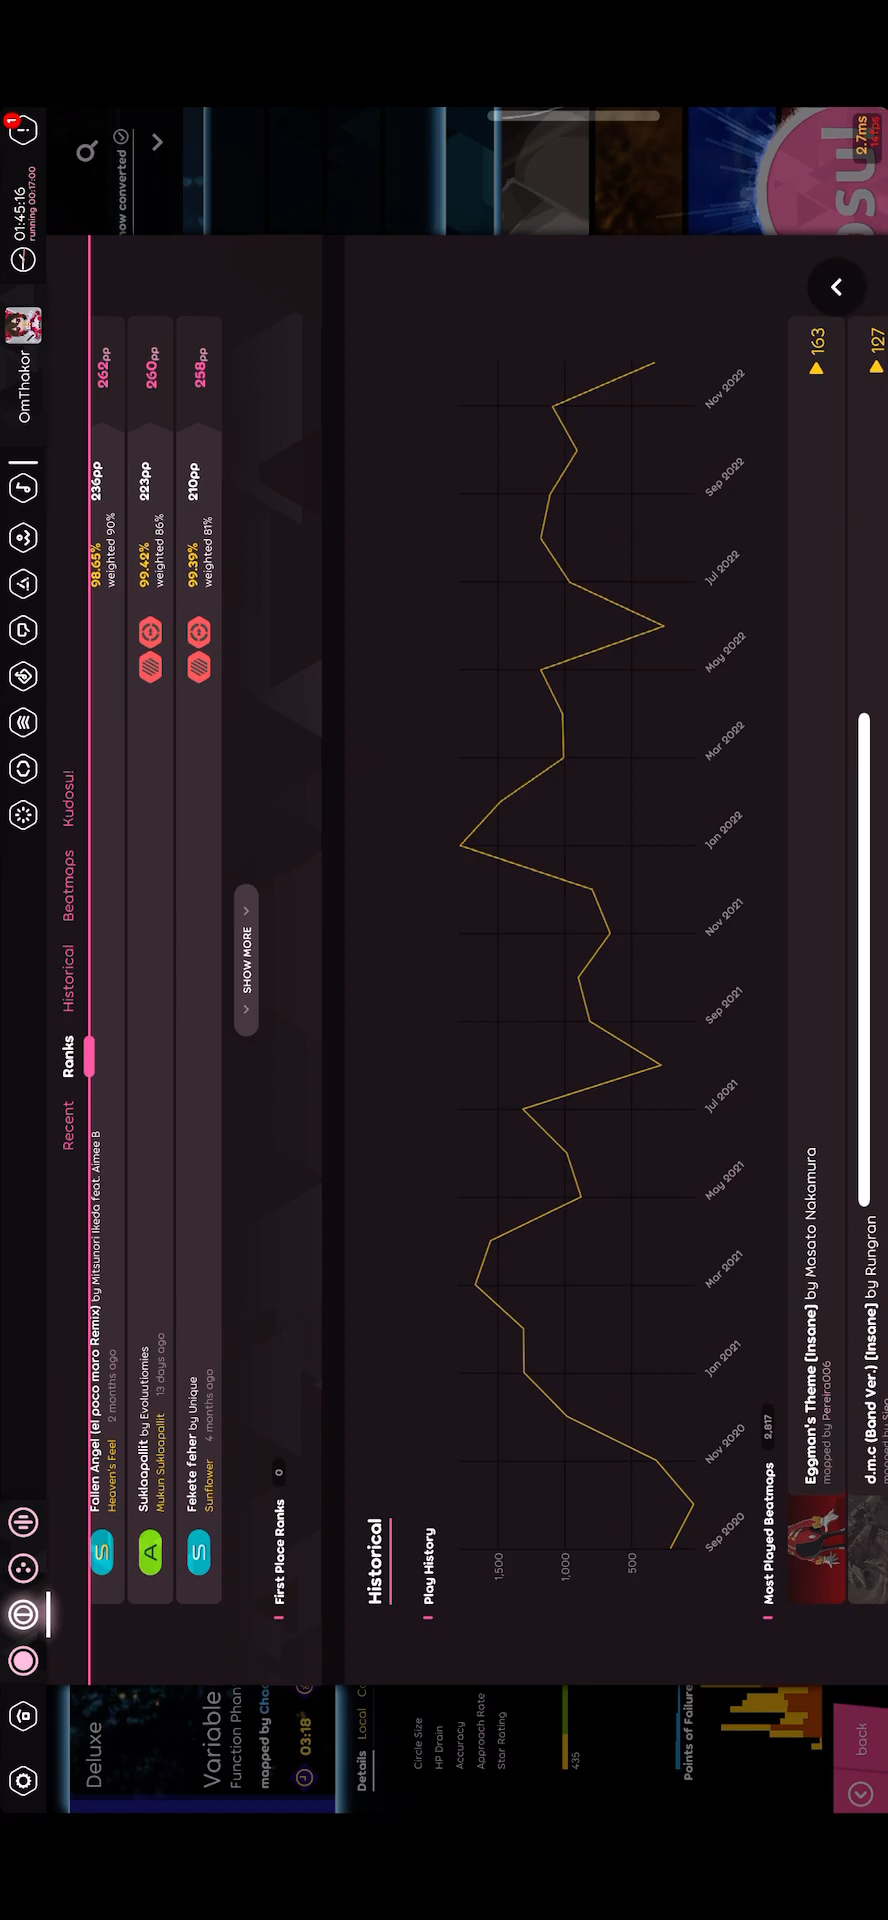 OmThakor
01:45:16
running 00:17:00
1
now converted
Recent
Ranks
Historical
Beatmaps
Kudosu!
Fallen Angel (el poco maro Remix) by Mitsunori Ikeda feat. Aimee B
Heaven's Feel 2 months ago
98.65% 236pp
weighted 90%
262pp
Suklaapallit by Evoluutiomies
Mukun Suklaapallit 13 days ago
99.42% 223pp
weighted 86%
260pp
Fekete feher by Unique
Sunflower 4 months ago
99.39% 210pp
weighted 81%
258pp
SHOW MORE
First Place Ranks 0
Historical
Play History
1,500
1,000
500
Sep 2020
Nov 2020
Jan 2021
Mar 2021
May 2021
Jul 2021
Sep 2021
Nov 2021
Jan 2022
Mar 2022
May 2022
Jul 2022
Sep 2022
Nov 2022
Most Played Beatmaps 2,817
Eggman's Theme [Insane] by Masato Nakamura
mapped by Pereira006
163
d.m.c (Band Ver.) [Insane] by Rungran
127
Deluxe
Variable
mapped by
03:18
Details Local
Circle Size
HP Drain
Accuracy
Approach Rate
Star Rating
435
Points of Failure
back
2.7ms
14fps